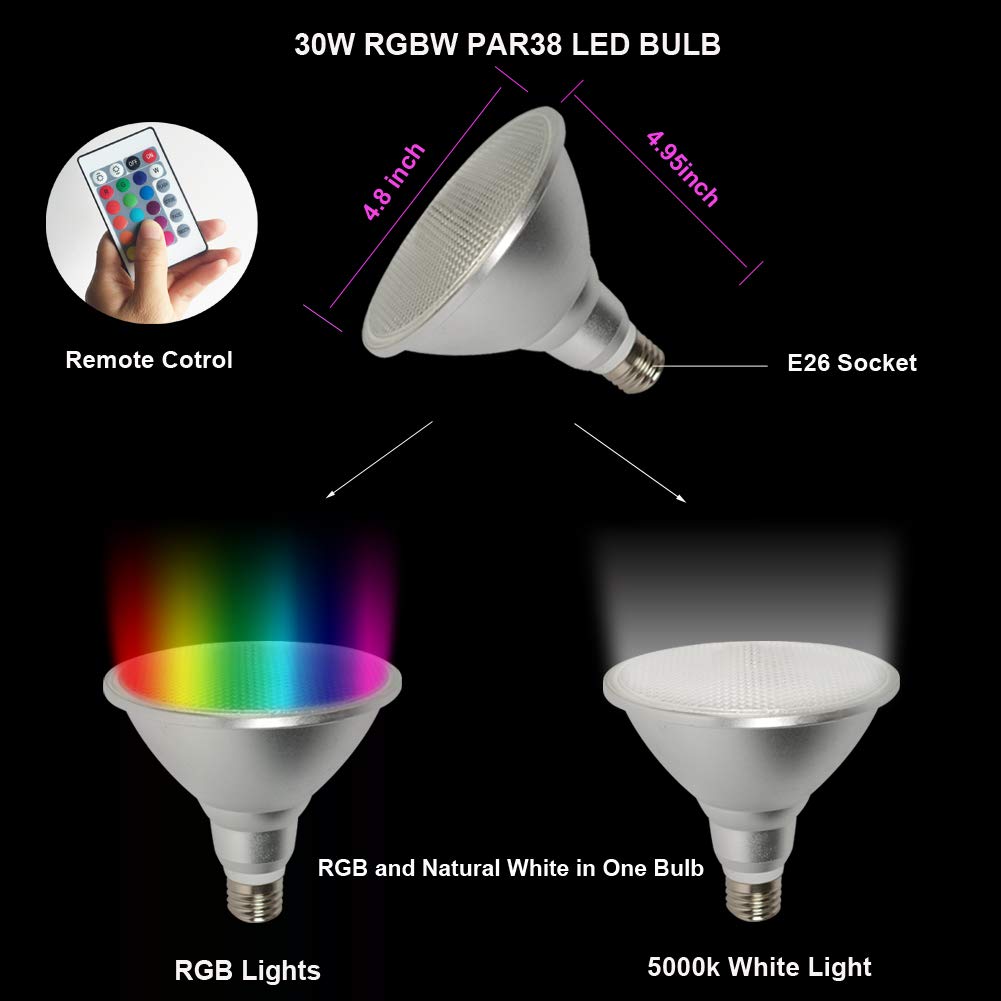 30W RGBW PAR38 LED BULB
4.8 inch
4.95inch
OFF
ON
R
G
W
Remote Cotrol
E26 Socket
RGB and Natural White in One Bulb
RGB Lights
5000k White Light